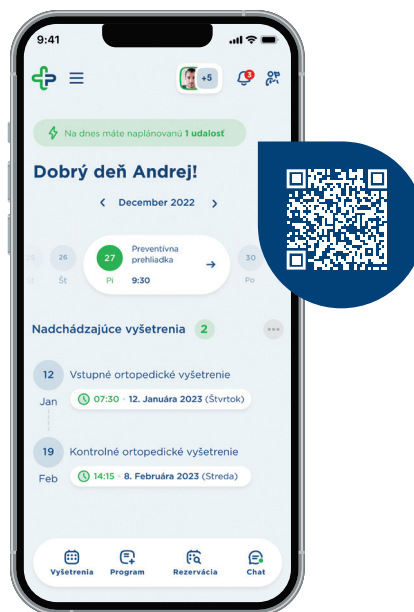 9:41
+5
3
Na dnes máte naplánovanú 1 udalosť
Dobrý deň Andrej!
December 2022
26
Št
27
Pi
Preventívna
prehliadka
9:30
30
Po
Nadchádzajúce vyšetrenia 2
12
Jan
Vstupné ortopedické vyšetrenie
07:30 · 12. Januára 2023 (Štvrtok)
19
Feb
Kontrolné ortopedické vyšetrenie
14:15 · 8. Februára 2023 (Streda)
Vyšetrenia
Program
Rezervácia
Chat